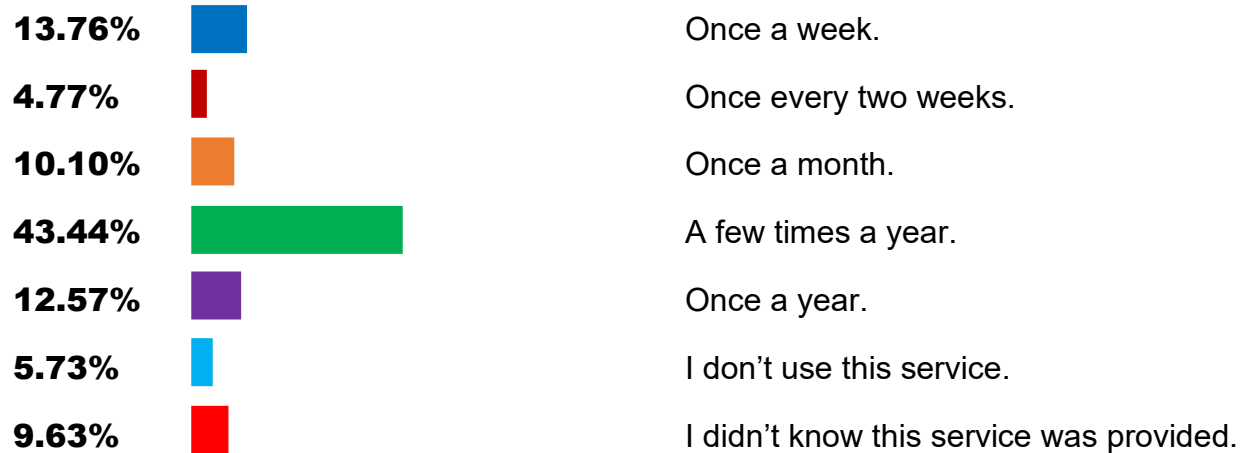 13.76% Once a week.
4.77% Once every two weeks.
10.10% Once a month.
43.44% A few times a year.
12.57% Once a year.
5.73% I don’t use this service.
9.63% I didn’t know this service was provided.